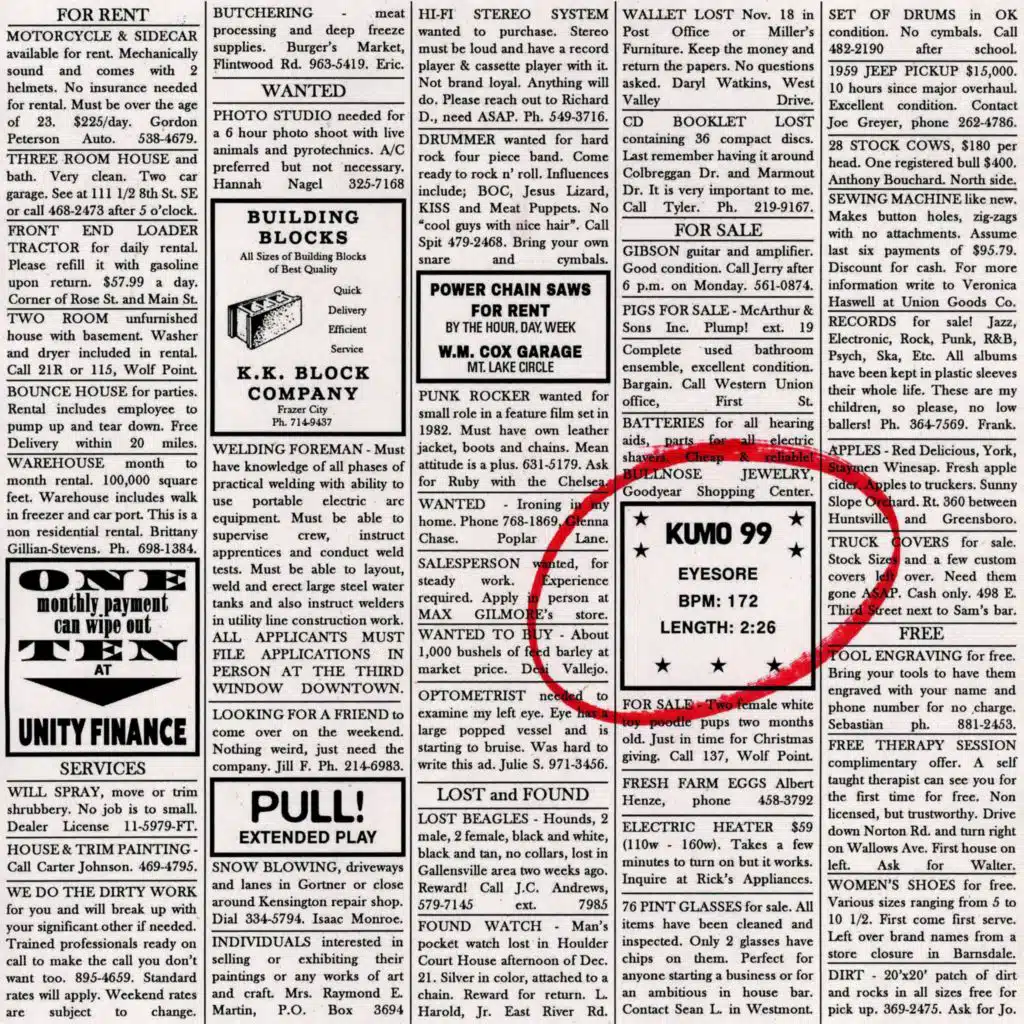 FOR RENT
MOTORCYCLE & SIDECAR
available for rent. Mechanically
sound and comes with 2
helmets. No insurance needed
for rental. Must be over the age
of 23. $225/day. Gordon
Peterson Auto. 538-4679.
THREE ROOM HOUSE and
bath. Very clean. Two car
garage. See at 111 1/2 8th St. SE
or call 468-2473 after 5 o'clock.
FRONT END LOADER
TRACTOR for daily rental.
Please refill it with gasoline
upon return. $57.99 a day.
Corner of Rose St. and Main St.
TWO ROOM unfurnished
house with basement. Washer
and dryer included in rental.
Call 21R or 115, Wolf Point.
BOUNCE HOUSE for parties.
Rental includes employee to
pump up and tear down. Free
Delivery within 20 miles.
WAREHOUSE month to
month rental. 100,000 square
feet. Warehouse includes walk
in freezer and car port. This is a
non residential rental. Brittany
Gillian-Stevens. Ph. 698-1384.
ONE
monthly payment
can wipe out
TEN
AT
UNITY FINANCE
SERVICES
WILL SPRAY, move or trim
shrubbery. No job is to small.
Dealer License 11-5979-FT.
HOUSE & TRIM PAINTING -
Call Carter Johnson. 469-4795.
WE DO THE DIRTY WORK
for you and will break up with
your significant other if needed.
Trained professionals ready on
call to make the call you don't
want too. 895-4659. Standard
rates will apply. Weekend rates
are subject to change.
BUTCHERING - meat
processing and deep freeze
supplies. Burger's Market,
Flintwood Rd. 963-5419. Eric.
WANTED
PHOTO STUDIO needed for
a 6 hour photo shoot with live
animals and pyrotechnics. A/C
preferred but not necessary.
Hannah Nagel 325-7168
BUILDING
BLOCKS
All Sizes of Building Blocks
of Best Quality
Quick
Delivery
Efficient
Service
K.K. BLOCK
COMPANY
Frazer City
Ph. 714-9437
WELDING FOREMAN - Must
have knowledge of all phases of
practical welding with ability to
use portable electric arc
equipment. Must be able to
supervise crew, instruct
apprentices and conduct weld
tests. Must be able to layout,
weld and erect large steel water
tanks and also instruct welders
in utility line construction work.
ALL APPLICANTS MUST
FILE APPLICATIONS IN
PERSON AT THE THIRD
WINDOW DOWNTOWN.
LOOKING FOR A FRIEND to
come over on the weekend.
Nothing weird, just need the
company. Jill F. Ph. 214-6983.
PULL!
EXTENDED PLAY
SNOW BLOWING, driveways
and lanes in Gortner or close
around Kensington repair shop.
Dial 334-5794. Isaac Monroe.
INDIVIDUALS interested in
selling or exhibiting their
paintings or any works of art
and craft. Mrs. Raymond E.
Martin, P.O. Box 3694
HI-FI STEREO SYSTEM
wanted to purchase. Stereo
must be loud and have a record
player & cassette player with it.
Not brand loyal. Anything will
do. Please reach out to Richard
D., need ASAP. Ph. 549-3716.
DRUMMER wanted for hard
rock four piece band. Come
ready to rock n' roll. Influences
include; BOC, Jesus Lizard,
KISS and Meat Puppets. No
"cool guys with nice hair". Call
Spit 479-2468. Bring your own
snare and cymbals.
POWER CHAIN SAWS
FOR RENT
BY THE HOUR, DAY, WEEK
W.M. COX GARAGE
MT. LAKE CIRCLE
PUNK ROCKER wanted for
small role in a feature film set in
1982. Must have own leather
jacket, boots and chains. Mean
attitude is a plus. 631-5179. Ask
for Ruby with the Chelsea.
WANTED - Ironing in my
home. Phone 768-1869, Glenna
Chase. Poplar Lane.
SALESPERSON wanted, for
steady work. Experience
required. Apply in person at
MAX GILMORE's store.
WANTED TO BUY - About
1,000 bushels of feed barley at
market price. Desi Vallejo.
OPTOMETRIST needed to
examine my left eye. Eye has a
large popped vessel and is
starting to bruise. Was hard to
write this ad. Julie S. 971-3456.
LOST and FOUND
LOST BEAGLES - Hounds, 2
male, 2 female, black and white,
black and tan, no collars, lost in
Gallensville area two weeks ago.
Reward! Call J.C. Andrews,
579-7145 ext. 7985
FOUND WATCH - Man's
pocket watch lost in Houlder
Court House afternoon of Dec.
21. Silver in color, attached to a
chain. Reward for return. L.
Harold, Jr. East River Rd.
WALLET LOST Nov. 18 in
Post Office or Miller's
Furniture. Keep the money and
return the papers. No questions
asked. Daryl Watkins, West
Valley Drive.
CD BOOKLET LOST
containing 36 compact discs.
Last remember having it around
Colbreggan Dr. and Marmout
Dr. It is very important to me.
Call Tyler. Ph. 219-9167.
FOR SALE
GIBSON guitar and amplifier.
Good condition. Call Jerry after
6 p.m. on Monday. 561-0874.
PIGS FOR SALE - McArthur &
Sons Inc. Plump! ext. 19
Complete used bathroom
ensemble, excellent condition.
Bargain. Call Western Union
office, First St.
BATTERIES for all hearing
aids, parts for all electric
shavers. Cheap & reliable!
BULLNOSE JEWELRY,
Goodyear Shopping Center.
KUMO 99
EYESORE
BPM: 172
LENGTH: 2:26
FOR SALE - Two female white
toy poodle pups two months
old. Just in time for Christmas
giving. Call 137, Wolf Point.
FRESH FARM EGGS Albert
Henze, phone 458-3792
ELECTRIC HEATER $59
(110w - 160w). Takes a few
minutes to turn on but it works.
Inquire at Rick's Appliances.
76 PINT GLASSES for sale. All
items have been cleaned and
inspected. Only 2 glasses have
chips on them. Perfect for
anyone starting a business or for
an ambitious in house bar.
Contact Sean L. in Westmont.
SET OF DRUMS in OK
condition. No cymbals. Call
482-2190 after school.
1959 JEEP PICKUP $15,000.
10 hours since major overhaul.
Excellent condition. Contact
Joe Greyer, phone 262-4786.
28 STOCK COWS, $180 per
head. One registered bull $400.
Anthony Bouchard. North side.
SEWING MACHINE like new.
Makes button holes, zig-zags
with no attachments. Assume
last six payments of $95.79.
Discount for cash. For more
information write to Veronica
Haswell at Union Goods Co.
RECORDS for sale! Jazz,
Electronic, Rock, Punk, R&B,
Psych, Ska, Etc. All albums
have been kept in plastic sleeves
their whole life. These are my
children, so please, no low
ballers! Ph. 364-7569. Frank.
APPLES - Red Delicious, York,
Staymen Winesap. Fresh apple
cider. Apples to truckers. Sunny
Slope Orchard. Rt. 360 between
Huntsville and Greensboro.
TRUCK COVERS for sale.
Stock Sizes and a few custom
covers left over. Need them
gone ASAP. Cash only. 498 E.
Third Street next to Sam's bar.
FREE
TOOL ENGRAVING for free.
Bring your tools to have them
engraved with your name and
phone number for no charge.
Sebastian ph. 881-2453.
FREE THERAPY SESSION
complimentary offer. A self
taught therapist can see you for
the first time for free. Non
licensed, but trustworthy. Drive
down Norton Rd. and turn right
on Wallows Ave. First house on
left. Ask for Walter.
WOMEN'S SHOES for free.
Various sizes ranging from 5 to
10 1/2. First come first serve.
Left over brand names from a
store closure in Barnsdale.
DIRT - 20'x20' patch of dirt
and rocks in all sizes free for
pick up. 369-2475. Ask for Jo.